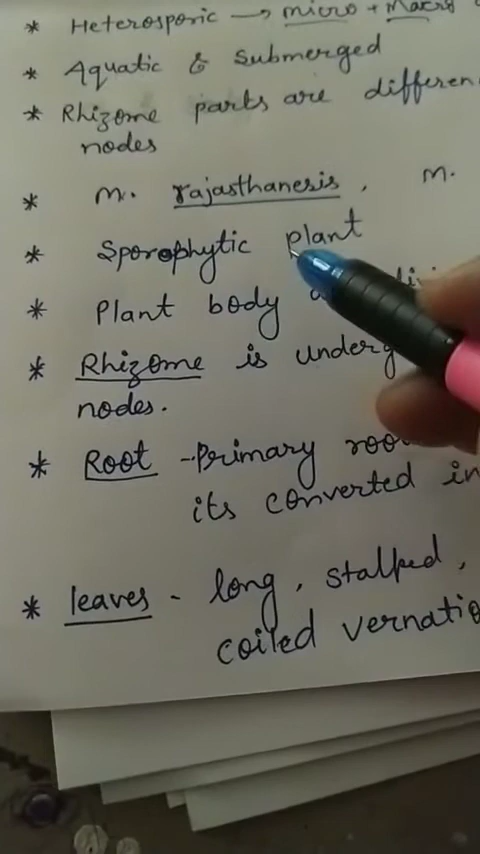 * Heterosporic → micro + Macro
* Aquatic & Submerged
* Rhizome parts are differen
nodes
* m. rajasthanesis, m.
* Sporophytic plant
* Plant body
* Rhizome is underg
nodes.
* Root - Primary roo
its converted in
* leaves - long, stalked,
coiled vernatio